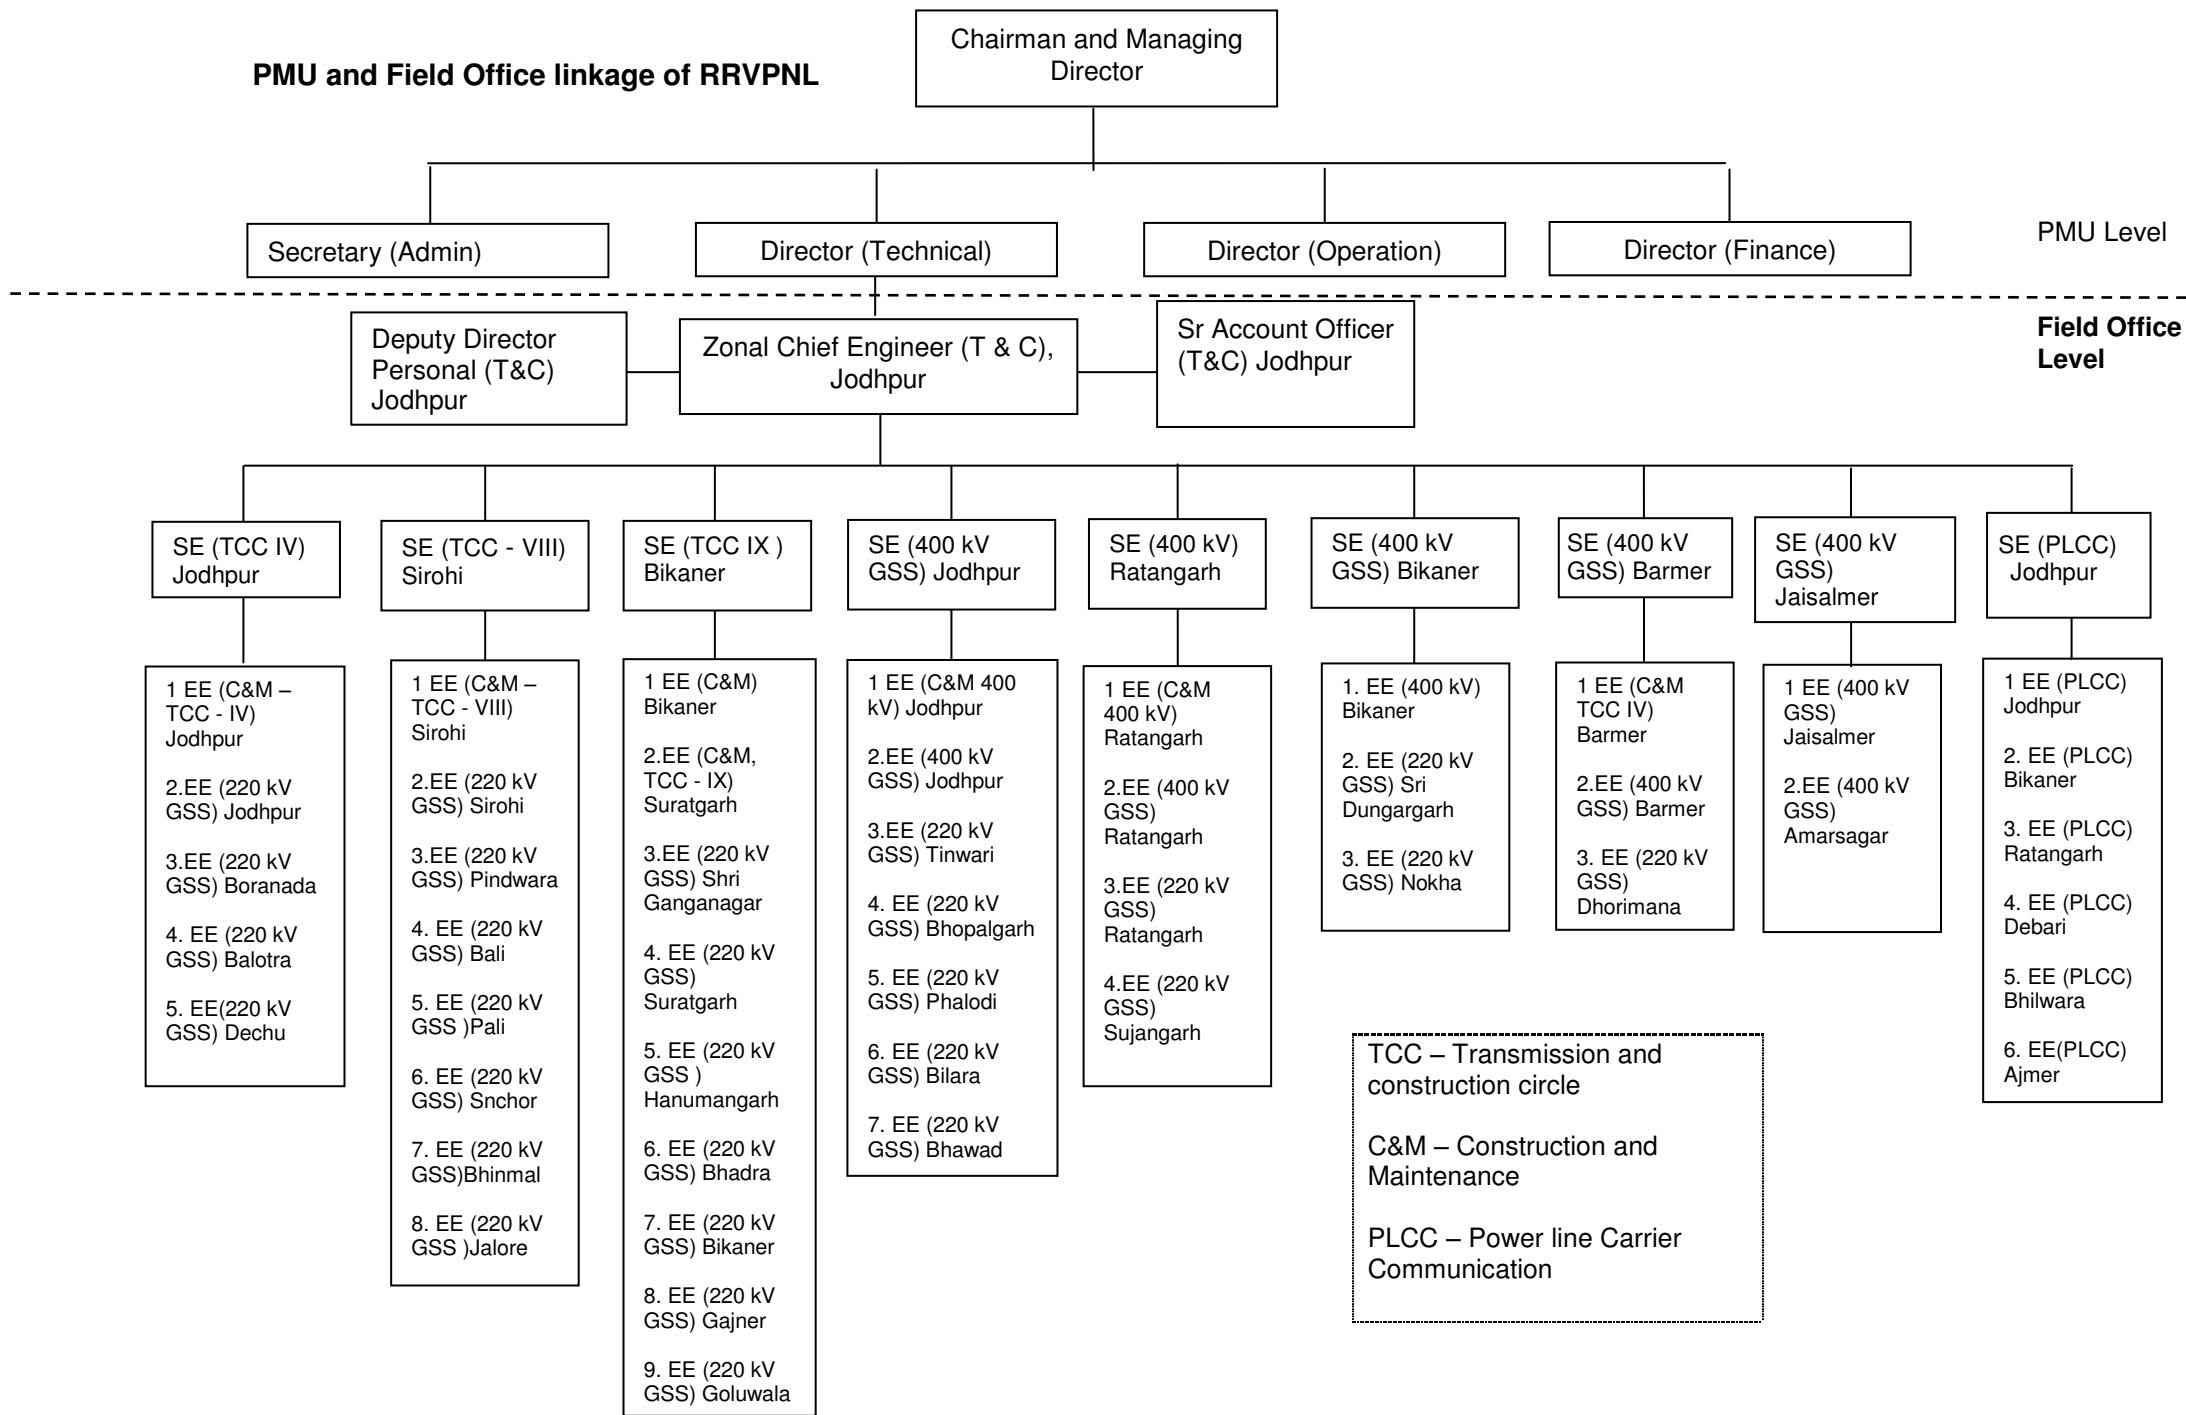 PMU and Field Office linkage of RRVPNL
Chairman and Managing
Director
Secretary (Admin)
Director (Technical)
Director (Operation)
Director (Finance)
PMU Level
Field Office
Level
Deputy Director
Personal (T&C)
Jodhpur
Zonal Chief Engineer (T & C),
Jodhpur
Sr Account Officer
(T&C) Jodhpur
SE (TCC IV)
Jodhpur
SE (TCC - VIII)
Sirohi
SE (TCC IX )
Bikaner
SE (400 kV
GSS) Jodhpur
SE (400 kV)
Ratangarh
SE (400 kV
GSS) Bikaner
SE (400 kV
GSS) Barmer
SE (400 kV
GSS)
Jaisalmer
SE (PLCC)
Jodhpur
1 EE (C&M –
TCC - IV)
Jodhpur
2.EE (220 kV
GSS) Jodhpur
3.EE (220 kV
GSS) Boranada
4. EE (220 kV
GSS) Balotra
5. EE(220 kV
GSS) Dechu
1 EE (C&M –
TCC - VIII)
Sirohi
2.EE (220 kV
GSS) Sirohi
3.EE (220 kV
GSS) Pindwara
4. EE (220 kV
GSS) Bali
5. EE (220 kV
GSS )Pali
6. EE (220 kV
GSS) Snchor
7. EE (220 kV
GSS)Bhinmal
8. EE (220 kV
GSS )Jalore
1 EE (C&M)
Bikaner
2.EE (C&M,
TCC - IX)
Suratgarh
3.EE (220 kV
GSS) Shri
Ganganagar
4. EE (220 kV
GSS)
Suratgarh
5. EE (220 kV
GSS )
Hanumangarh
6. EE (220 kV
GSS) Bhadra
7. EE (220 kV
GSS) Bikaner
8. EE (220 kV
GSS) Gajner
9. EE (220 kV
GSS) Goluwala
1 EE (C&M 400
kV) Jodhpur
2.EE (400 kV
GSS) Jodhpur
3.EE (220 kV
GSS) Tinwari
4. EE (220 kV
GSS) Bhopalgarh
5. EE (220 kV
GSS) Phalodi
6. EE (220 kV
GSS) Bilara
7. EE (220 kV
GSS) Bhawad
1 EE (C&M
400 kV)
Ratangarh
2.EE (400 kV
GSS)
Ratangarh
3.EE (220 kV
GSS)
Ratangarh
4.EE (220 kV
GSS)
Sujangarh
1. EE (400 kV)
Bikaner
2. EE (220 kV
GSS) Sri
Dungargarh
3. EE (220 kV
GSS) Nokha
1 EE (C&M
TCC IV)
Barmer
2.EE (400 kV
GSS) Barmer
3. EE (220 kV
GSS)
Dhorimana
1 EE (400 kV
GSS)
Jaisalmer
2.EE (400 kV
GSS)
Amarsagar
1 EE (PLCC)
Jodhpur
2. EE (PLCC)
Bikaner
3. EE (PLCC)
Ratangarh
4. EE (PLCC)
Debari
5. EE (PLCC)
Bhilwara
6. EE(PLCC)
Ajmer
TCC – Transmission and
construction circle
C&M – Construction and
Maintenance
PLCC – Power line Carrier
Communication